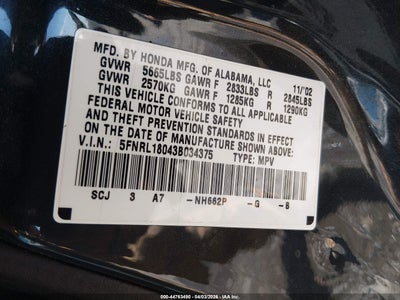 MFD. BY HONDA MFG. OF ALABAMA, LLC 11/'02
GVWR 5665LBS GAWR F 2833LBS R 2845LBS
GVWR 2570KG GAWR F 1285KG R 1290KG
THIS VEHICLE CONFORMS TO ALL APPLICABLE
FEDERAL MOTOR VEHICLE SAFETY
AND THEFT PREVENTION STANDARDS IN EFFECT
ON THE DATE OF MANUFACTURE SHOWN ABOVE.
V.I.N.: 5FNRL18043B034375 TYPE: MPV
SCJ 3 A7 -NH662P -G -B
000-44763490 - 04/03/2026 - IAA Inc.